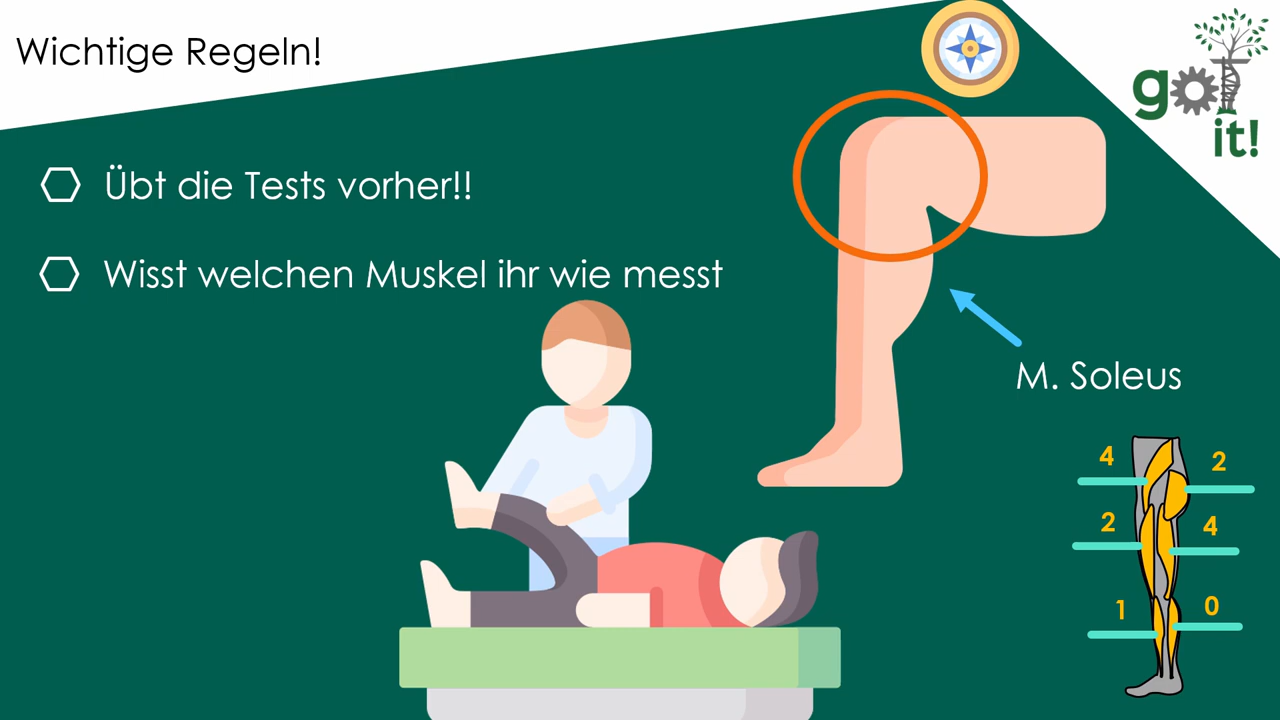 Wichtige Regeln!
got it!
Übt die Tests vorher!!
Wisst welchen Muskel ihr wie messt
M. Soleus
4 2
2 4
1 0